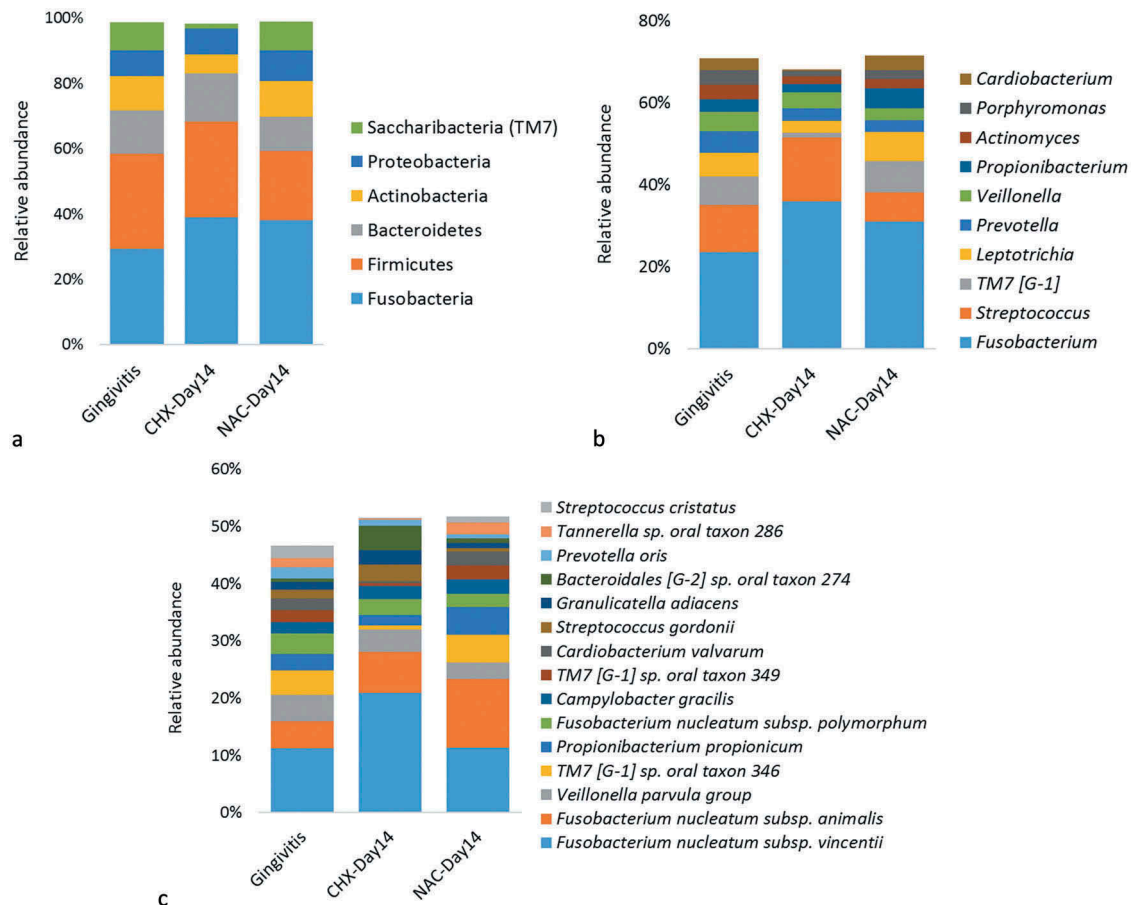 100%
80%
60%
40%
20%
0%
Relative abundance
Gingivitis
CHX-Day14
NAC-Day14
Saccharibacteria (TM7)
Proteobacteria
Actinobacteria
Bacteroidetes
Firmicutes
Fusobacteria
a
80%
60%
40%
20%
0%
Relative abundance
Gingivitis
CHX-Day14
NAC-Day14
Cardiobacterium
Porphyromonas
Actinomyces
Propionibacterium
Veillonella
Prevotella
Leptotrichia
TM7 [G-1]
Streptococcus
Fusobacterium
b
60%
50%
40%
30%
20%
10%
0%
Relative abundance
Gingivitis
CHX-Day14
NAC-Day14
Streptococcus cristatus
Tannerella sp. oral taxon 286
Prevotella oris
Bacteroidales [G-2] sp. oral taxon 274
Granulicatella adiacens
Streptococcus gordonii
Cardiobacterium valvarum
TM7 [G-1] sp. oral taxon 349
Campylobacter gracilis
Fusobacterium nucleatum subsp. polymorphum
Propionibacterium propionicum
TM7 [G-1] sp. oral taxon 346
Veillonella parvula group
Fusobacterium nucleatum subsp. animalis
Fusobacterium nucleatum subsp. vincentii
c